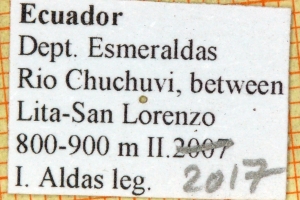 Ecuador
Dept. Esmeraldas
Rio Chuchuvi, between
Lita-San Lorenzo
800-900 m II.2007
I. Aldas leg. 2017